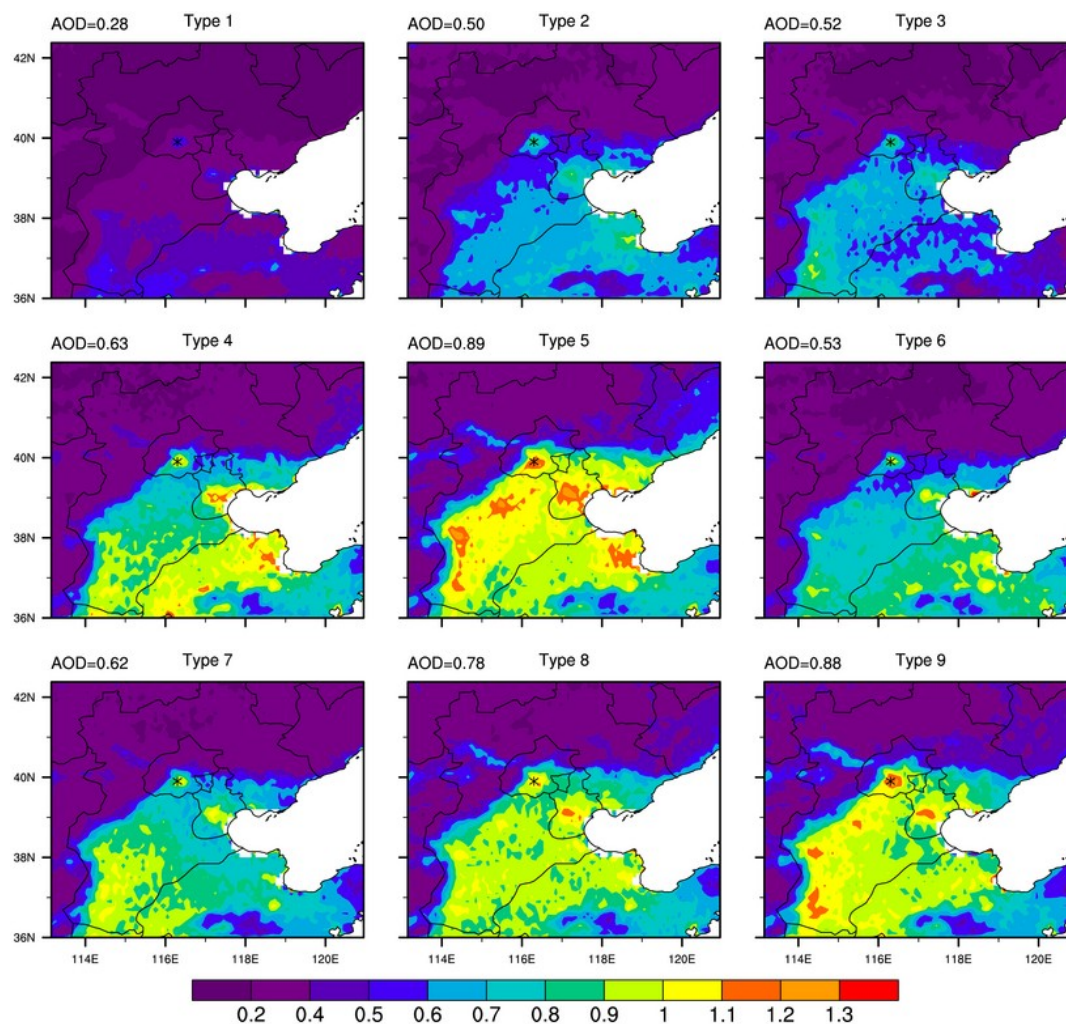 AOD=0.28 Type 1
AOD=0.50 Type 2
AOD=0.52 Type 3
42N
40N
38N
36N
AOD=0.63 Type 4
AOD=0.89 Type 5
AOD=0.53 Type 6
42N
40N
38N
36N
AOD=0.62 Type 7
AOD=0.78 Type 8
AOD=0.88 Type 9
42N
40N
38N
36N
114E 116E 118E 120E
114E 116E 118E 120E
114E 116E 118E 120E
0.2 0.4 0.5 0.6 0.7 0.8 0.9 1 1.1 1.2 1.3